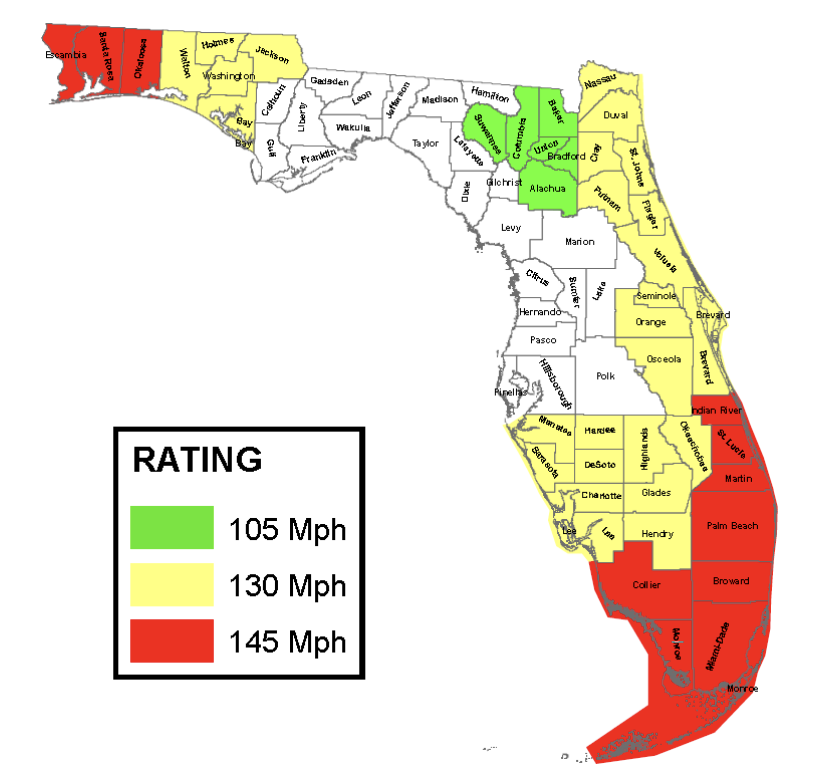 Escambia
Santa Rosa
Okaloosa
Walton
Holmes
Jackson
Washington
Bay
Bay
Calhoun
Gulf
Liberty
Gadsden
Leon
Wakulla
Franklin
Jefferson
Madison
Taylor
Hamilton
Suwannee
Lafayette
Dixie
Columbia
Baker
Union
Bradford
Gilchrist
Alachua
Nassau
Duval
Clay
St. Johns
Putnam
Flagler
Levy
Marion
Volusia
Citrus
Sumter
Lake
Seminole
Hernando
Orange
Brevard
Pasco
Osceola
Brevard
Hillsborough
Polk
Pinellas
Indian River
Manatee
Hardee
Highlands
Okeechobee
St. Lucie
Sarasota
DeSoto
Martin
Charlotte
Glades
Lee
Lee
Hendry
Palm Beach
Collier
Broward
Monroe
Miami-Dade
Monroe
RATING
105 Mph
130 Mph
145 Mph